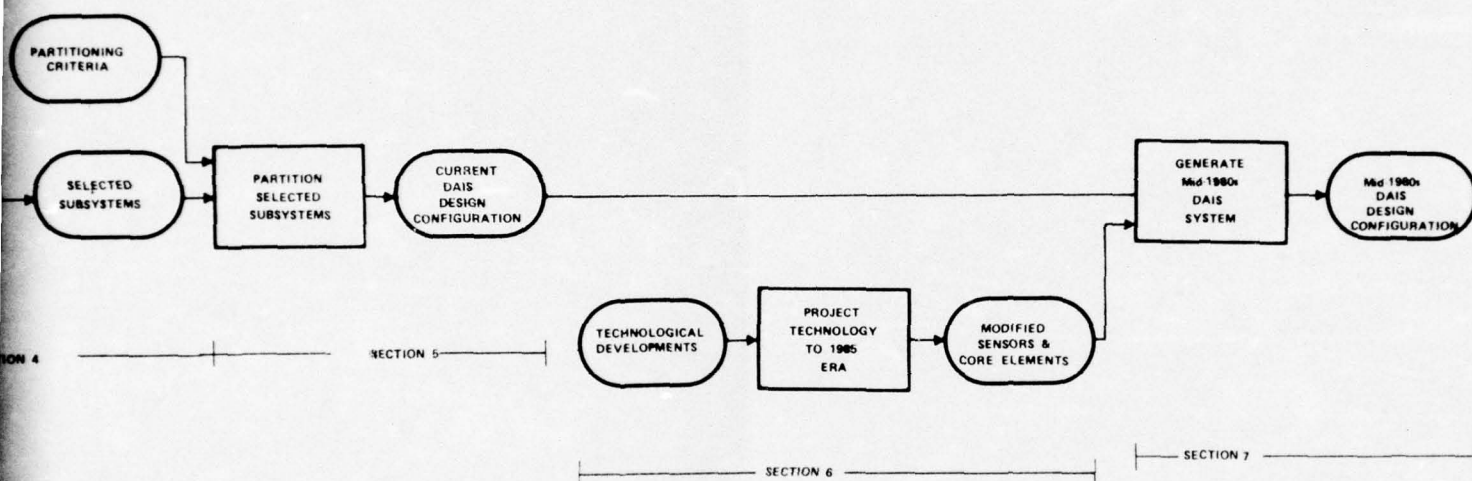 PARTITIONING
CRITERIA
SELECTED
SUBSYSTEMS
PARTITION
SELECTED
SUBSYSTEMS
CURRENT
DAIS
DESIGN
CONFIGURATION
GENERATE
Mid-1980s
DAIS
SYSTEM
Mid 1980s
DAIS
DESIGN
CONFIGURATION
TECHNOLOGICAL
DEVELOPMENTS
PROJECT
TECHNOLOGY
TO 1985
ERA
MODIFIED
SENSORS &
CORE ELEMENTS
ION 4
SECTION 5
SECTION 6
SECTION 7